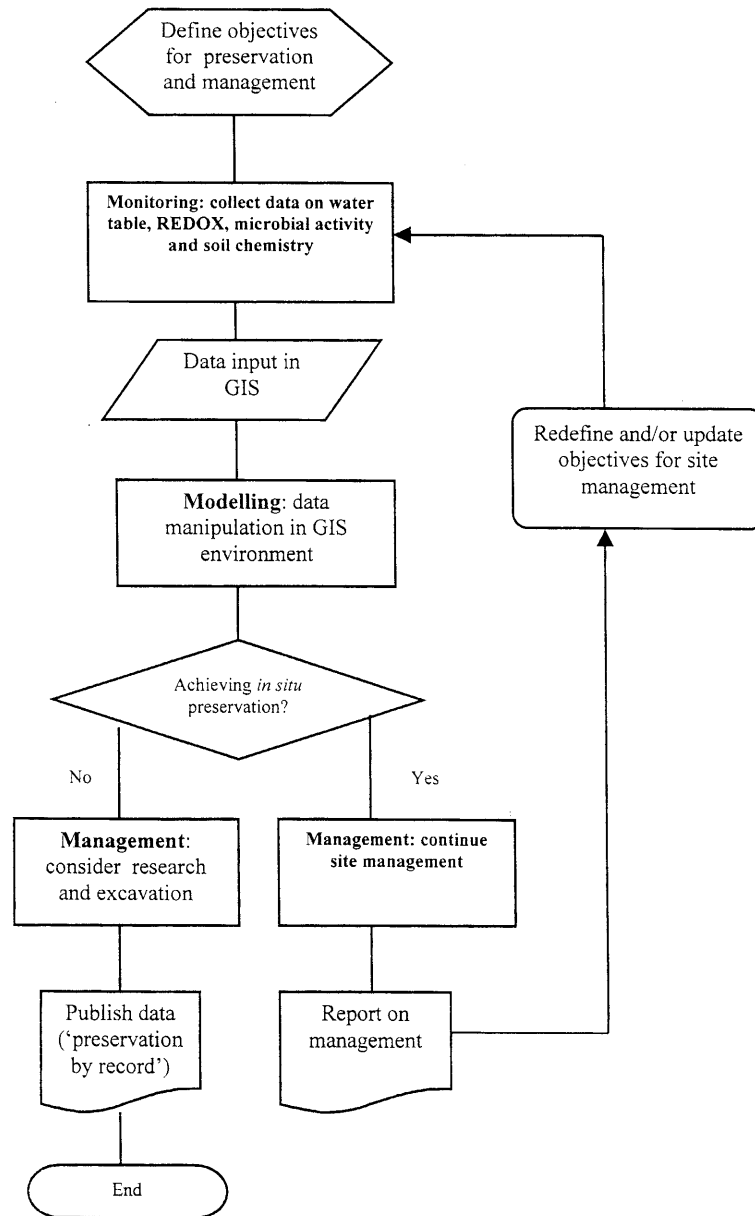 Define objectives
for preservation
and management
Monitoring: collect data on water
table, REDOX, microbial activity
and soil chemistry
Data input in
GIS
Redefine and/or update
objectives for site
management
Modelling: data
manipulation in GIS
environment
Achieving in situ
preservation?
No
Yes
Management:
consider research
and excavation
Management: continue
site management
Publish data
(‘preservation
by record’)
Report on
management
End